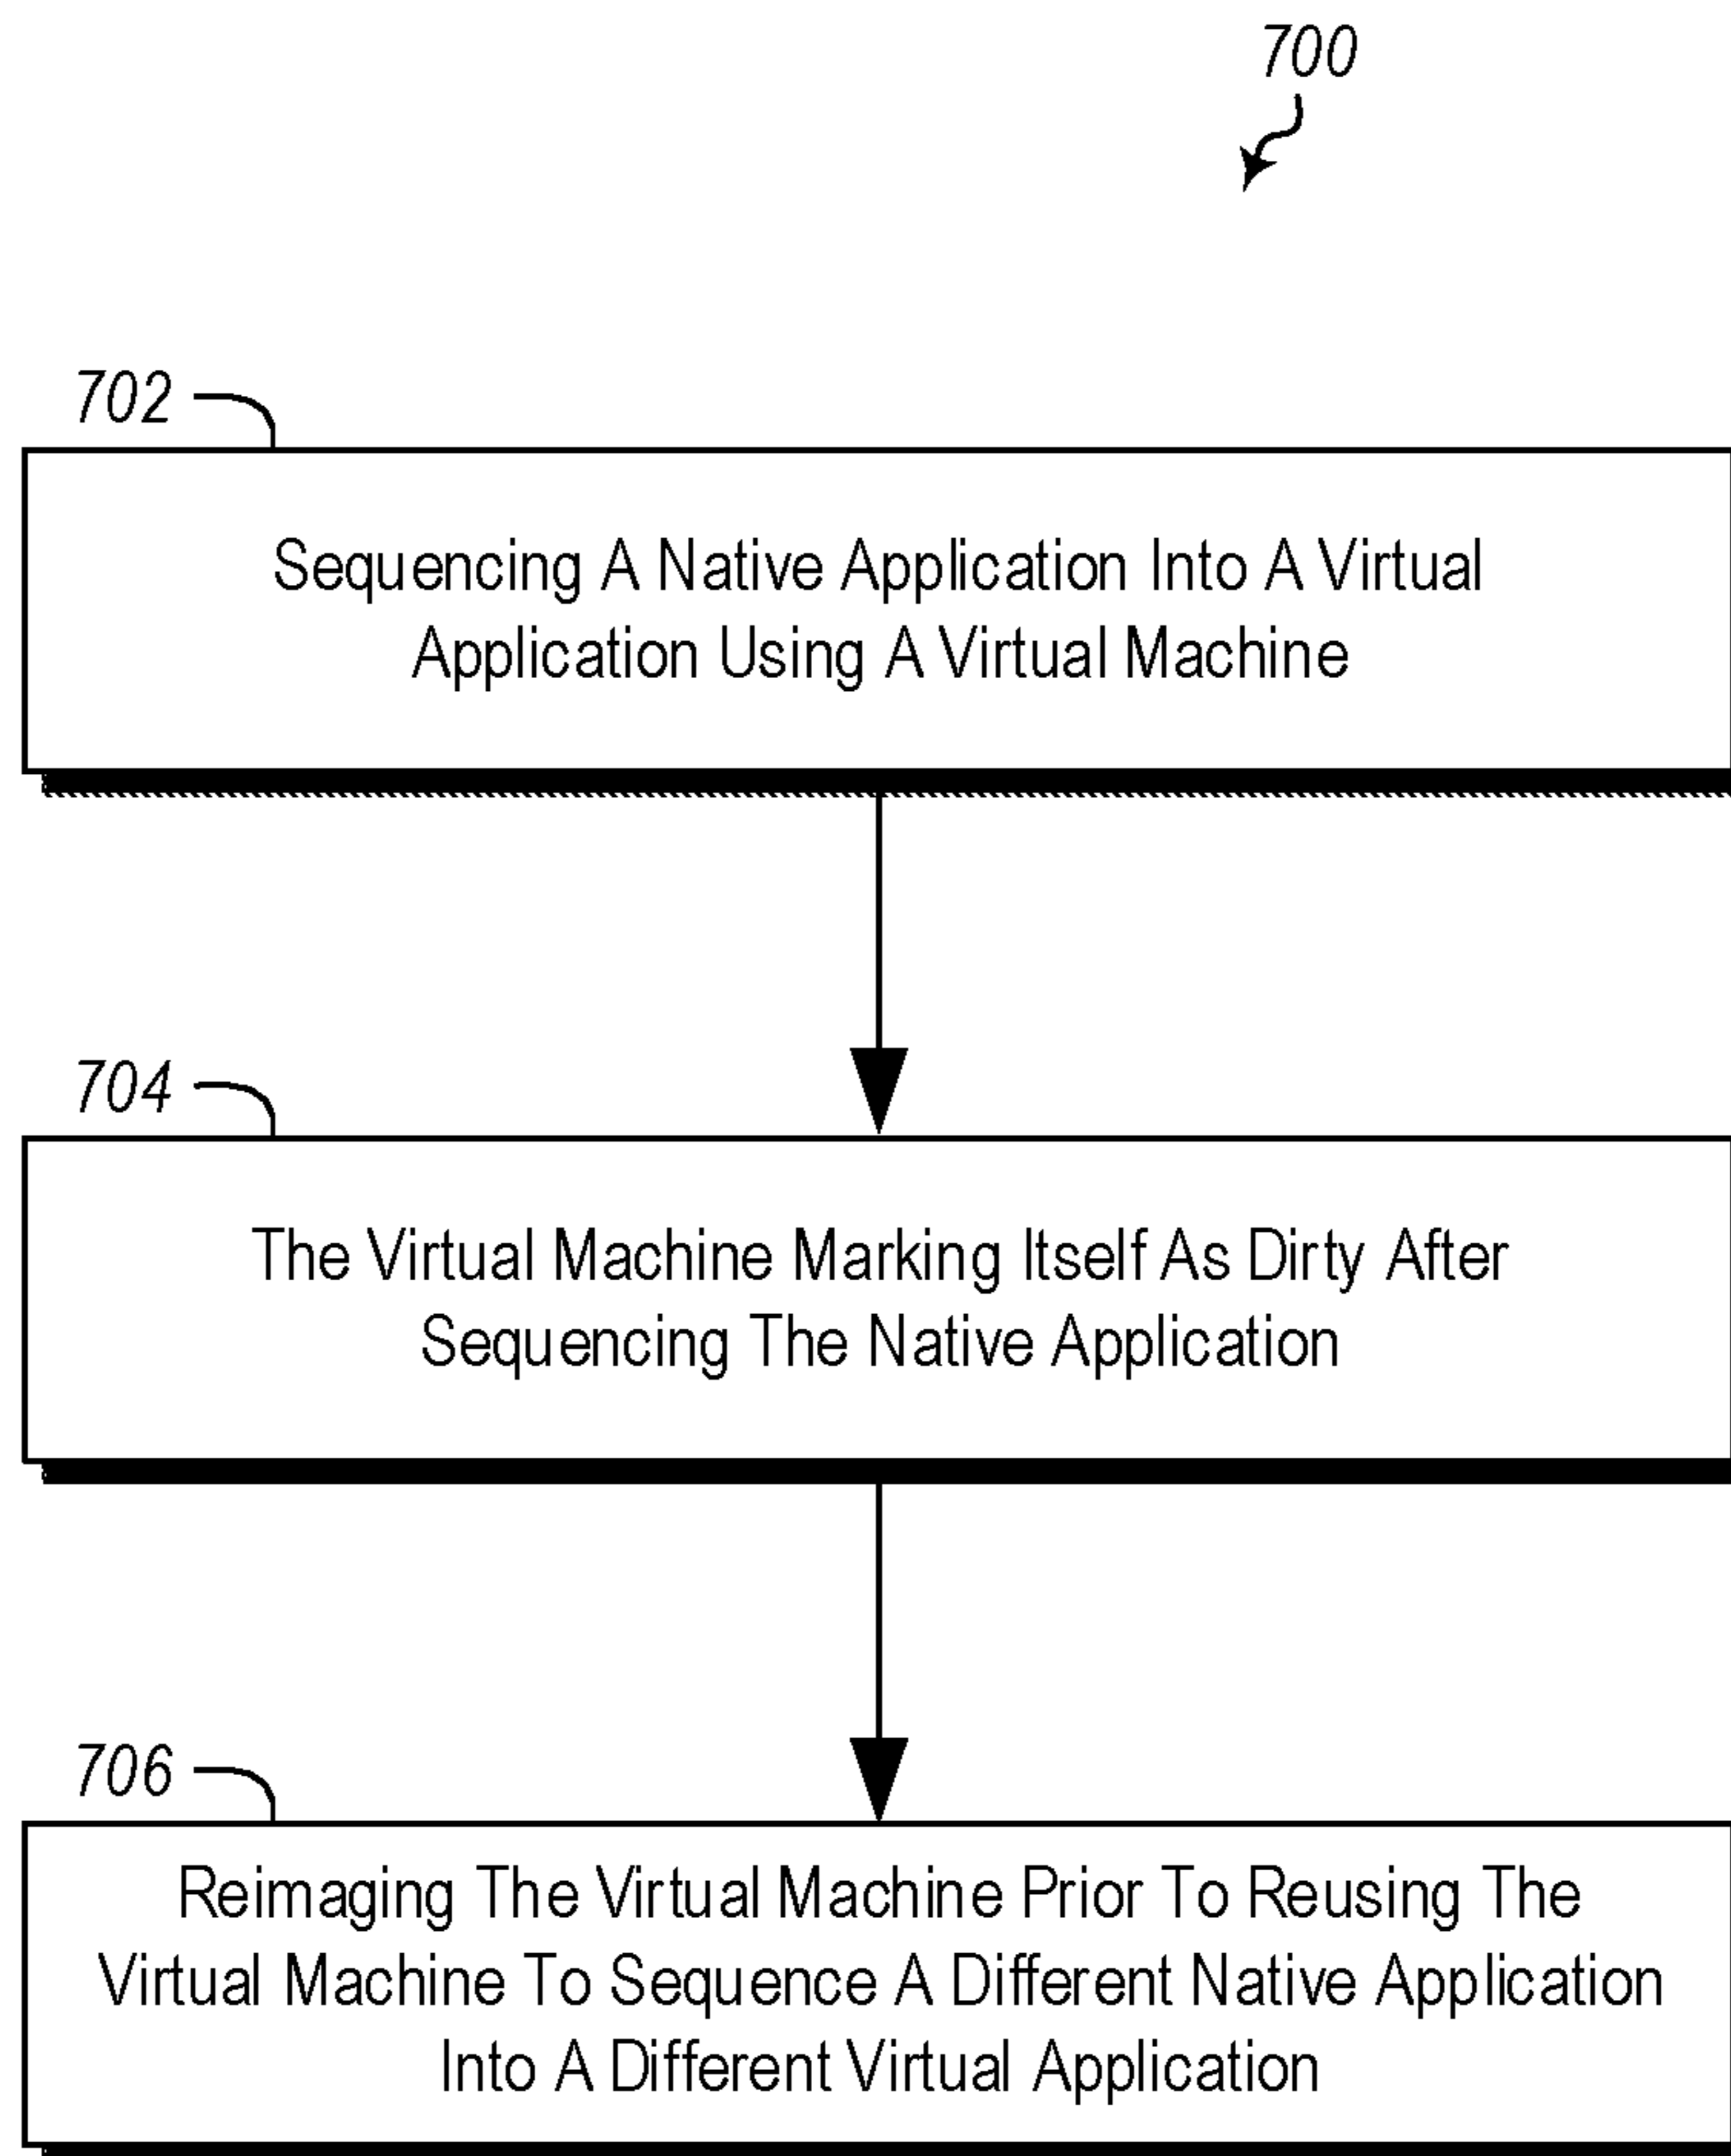 700
702
Sequencing A Native Application Into A Virtual
Application Using A Virtual Machine
704
The Virtual Machine Marking Itself As Dirty After
Sequencing The Native Application
706
Reimaging The Virtual Machine Prior To Reusing The
Virtual Machine To Sequence A Different Native Application
Into A Different Virtual Application